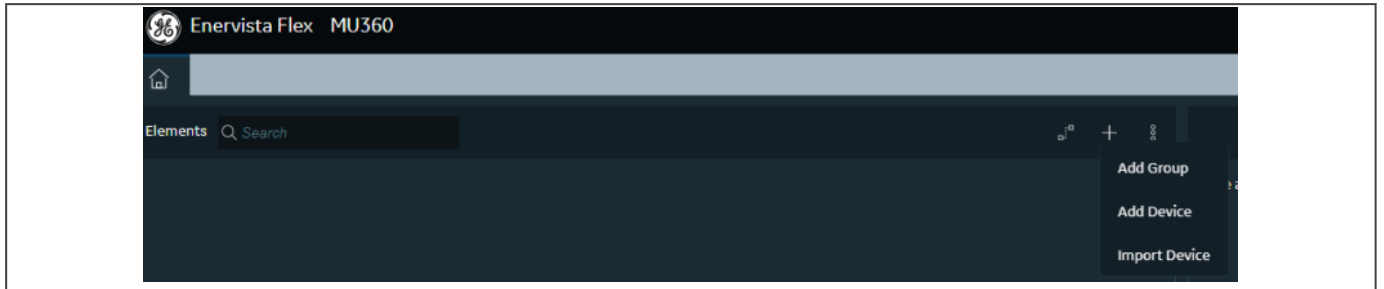 Enervista Flex MU360
Elements Search
Add Group
Add Device
Import Device